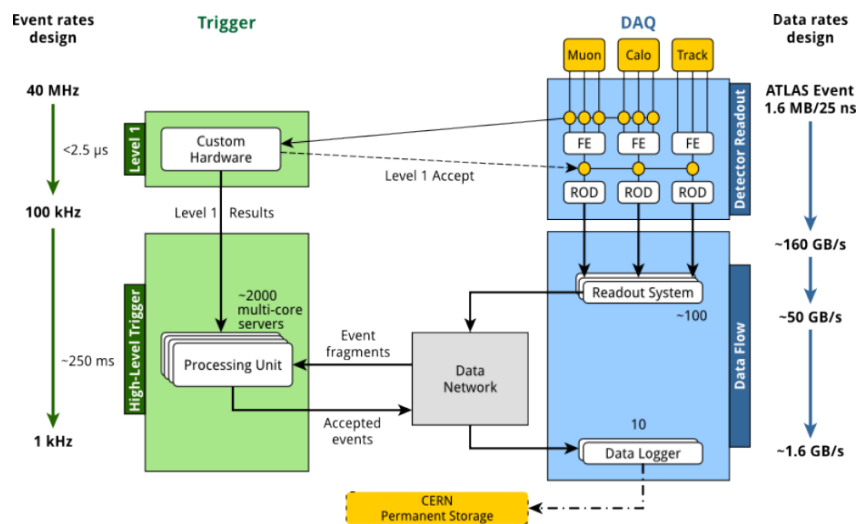 Event rates
design
Trigger
DAQ
Data rates
design
Muon
Calo
Track
40 MHz
ATLAS Event
1.6 MB/25 ns
Level 1
Custom
Hardware
<2.5 μs
FE
FE
FE
Level 1 Accept
ROD
ROD
ROD
Detector Readout
100 kHz
Level 1 Results
~160 GB/s
High-Level Trigger
~2000
multi-core
servers
Readout System
~100
~50 GB/s
Event
fragments
~250 ms
Processing Unit
Data
Network
Data Flow
Accepted
events
10
1 kHz
Data Logger
~1.6 GB/s
CERN
Permanent Storage